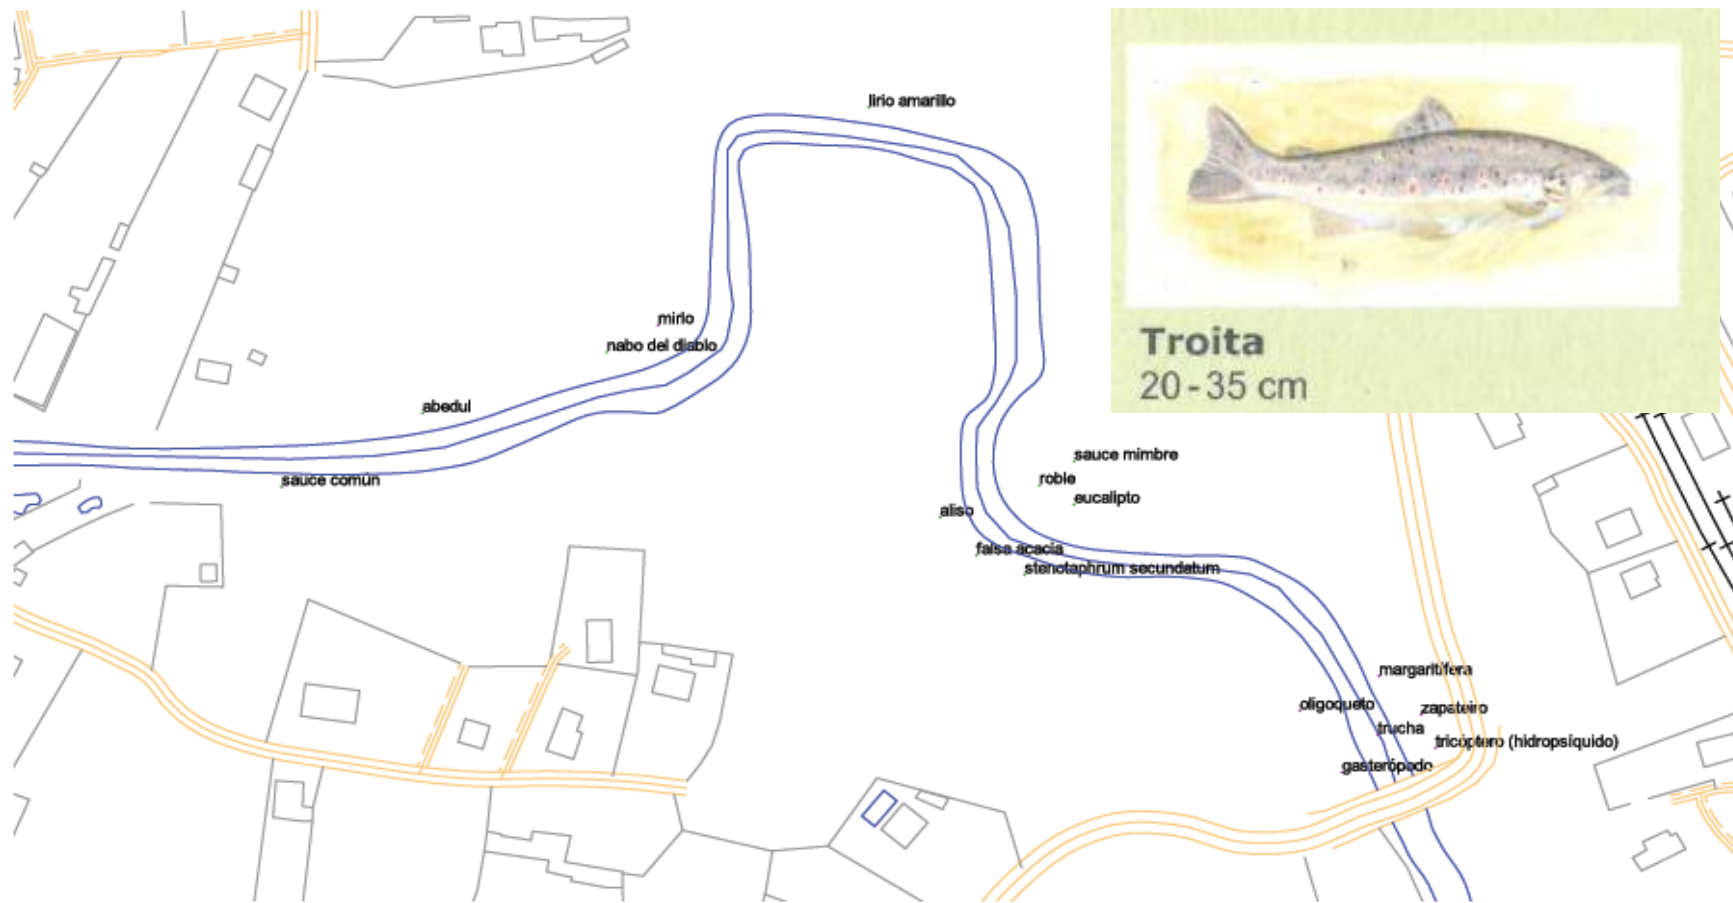 lirio amarillo
Troita
20 - 35 cm
mirlo
nabo del diablo
abedul
sauce común
sauce mimbre
roble
eucalipto
aliso
falsa acacia
stenotaphrum secundatum
margaritifera
oligoqueto
zapateiro
trucha
tricóptero (hidropsíquido)
gasterópodo